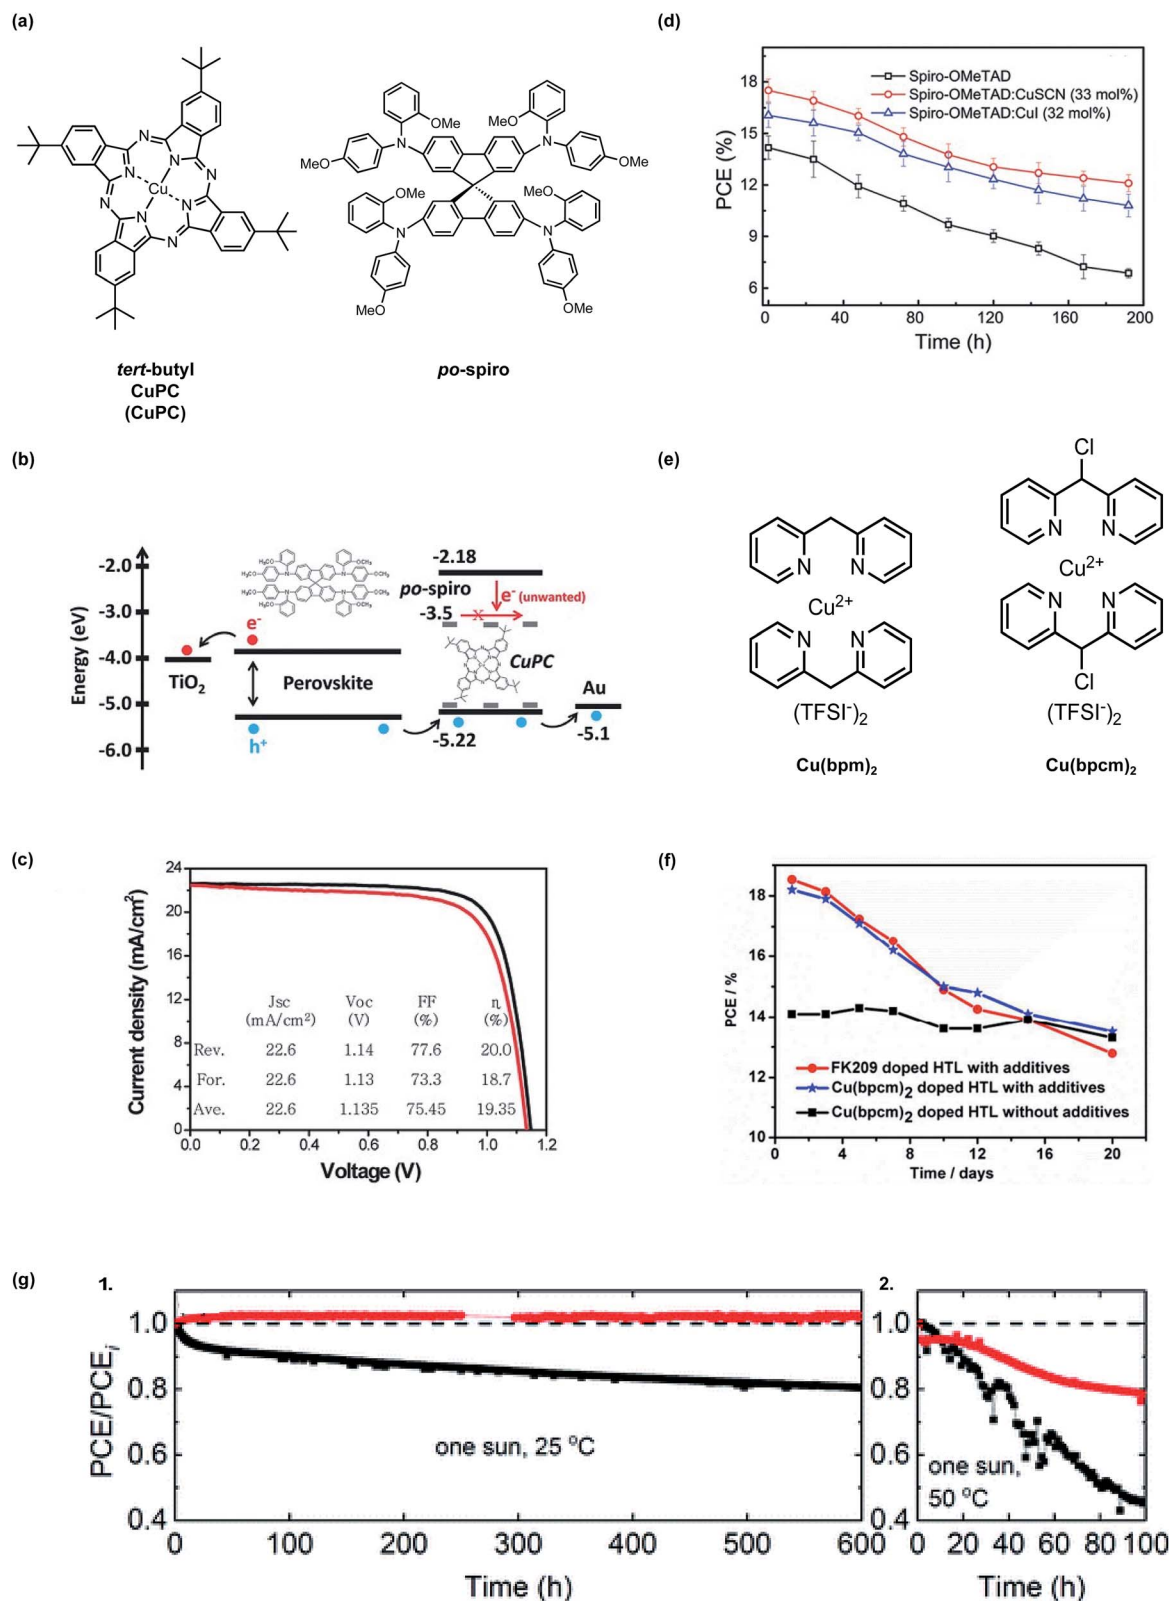 (a)
N
N
N
N
Cu
N
N
N
N
tert-butyl
CuPC
(CuPC)
OMe
MeO
N
MeO
N
OMe
MeO
N
MeO
OMe
N
OMe
po-spiro
(b)
Energy (eV)
-2.0
-3.0
-4.0
-5.0
-6.0
TiO2
e-
Perovskite
h+
-2.18
po-spiro
e- (unwanted)
-3.5
x
CuPC
-5.22
Au
-5.1
(c)
Current density (mA/cm²)
24
20
16
12
8
4
0
Jsc Voc FF η
(mA/cm²) (V) (%) (%)
Rev. 22.6 1.14 77.6 20.0
For. 22.6 1.13 73.3 18.7
Ave. 22.6 1.135 75.45 19.35
0.0 0.2 0.4 0.6 0.8 1.0 1.2
Voltage (V)
(d)
PCE (%)
18
15
12
9
6
Spiro-OMeTAD
Spiro-OMeTAD:CuSCN (33 mol%)
Spiro-OMeTAD:CuI (32 mol%)
0 40 80 120 160 200
Time (h)
(e)
N N
Cu2+
N N
(TFSI-)2
Cu(bpm)2
Cl
N N
Cu2+
N N
Cl
(TFSI-)2
Cu(bpcm)2
(f)
PCE / %
18
16
14
12
10
FK209 doped HTL with additives
Cu(bpcm)2 doped HTL with additives
Cu(bpcm)2 doped HTL without additives
0 4 8 12 16 20
Time / days
(g)
1.
PCE/PCEi
1.0
0.8
0.6
0.4
one sun, 25 ºC
0 100 200 300 400 500 600
Time (h)
2.
1.0
0.8
0.6
0.4
one sun,
50 ºC
0 20 40 60 80 100
Time (h)